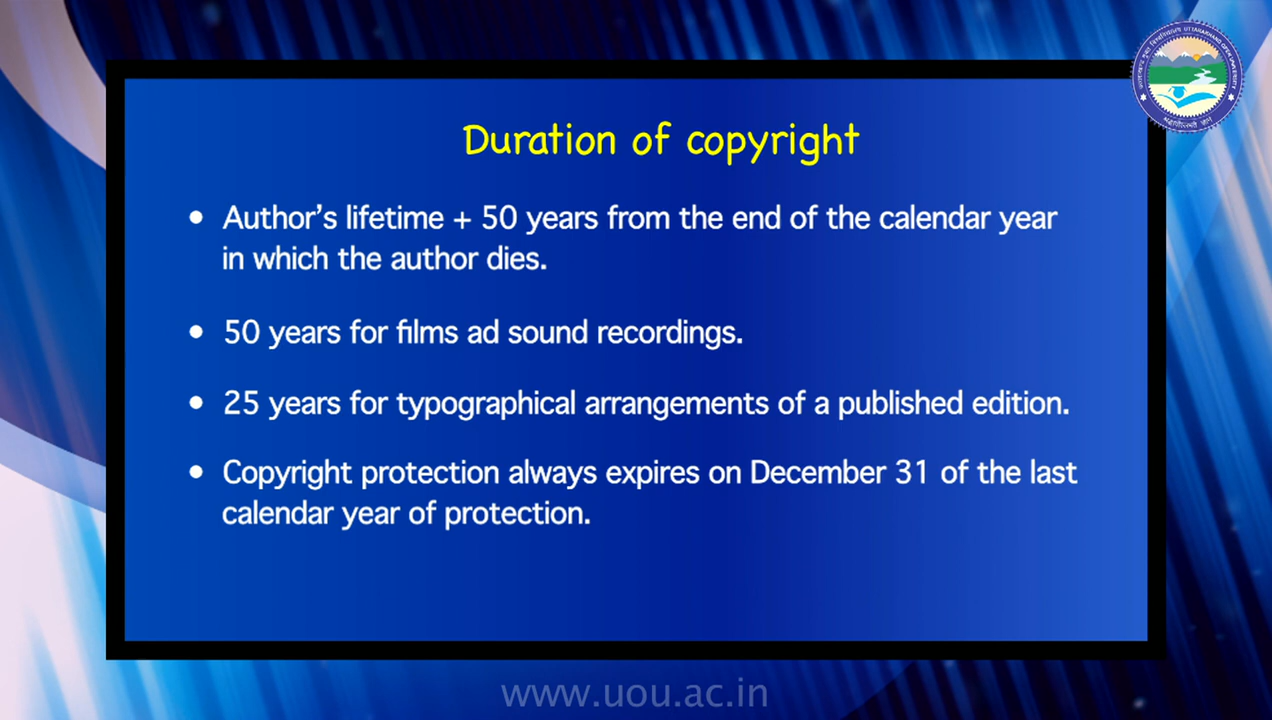 Duration of copyright
• Author's lifetime + 50 years from the end of the calendar year
in which the author dies.
• 50 years for films ad sound recordings.
• 25 years for typographical arrangements of a published edition.
• Copyright protection always expires on December 31 of the last
calendar year of protection.
www.uou.ac.in